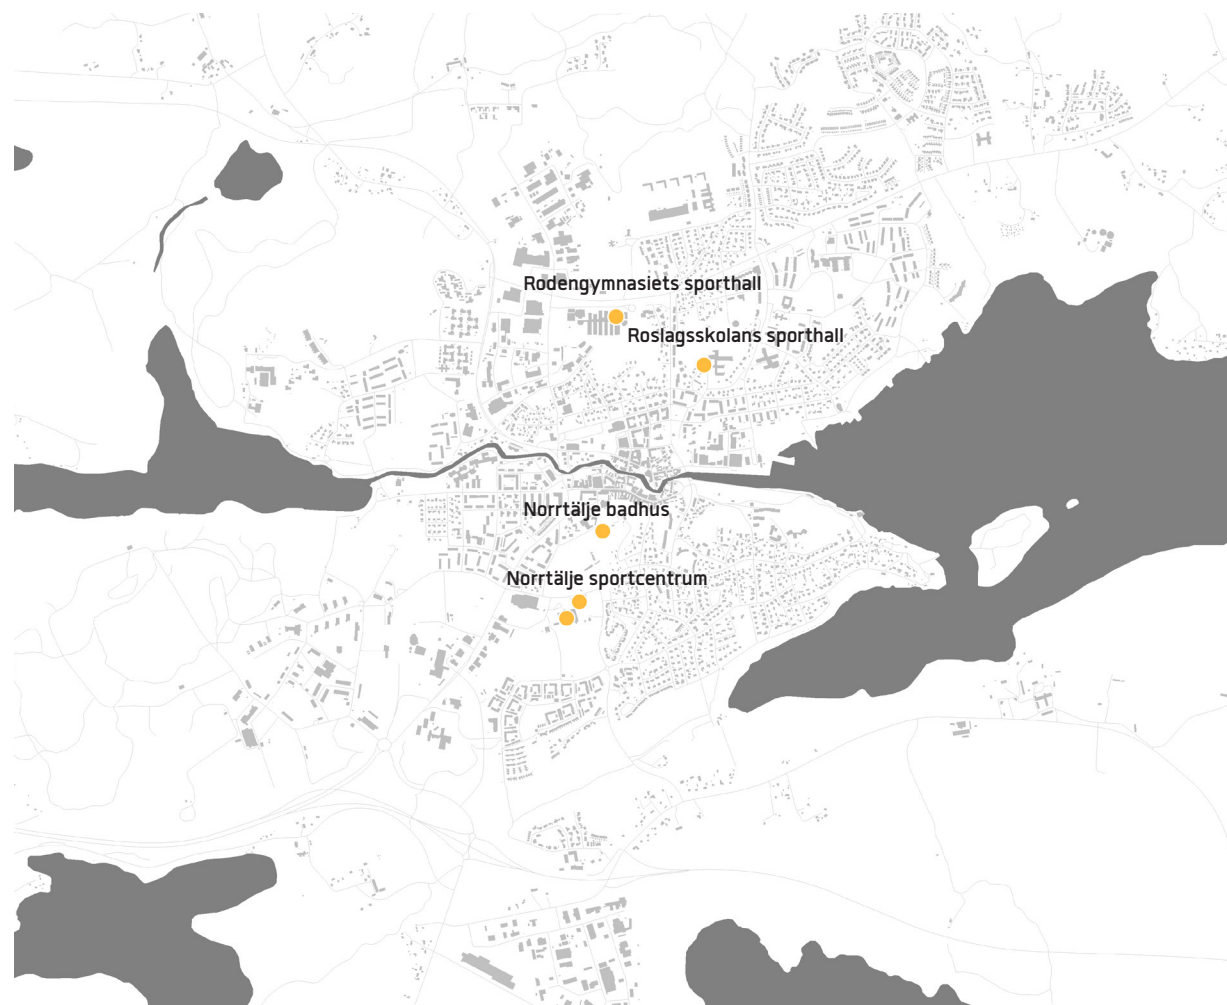 Rodengymnasiets sporthall
Roslagsskolans sporthall
Norrtälje badhus
Norrtälje sportcentrum